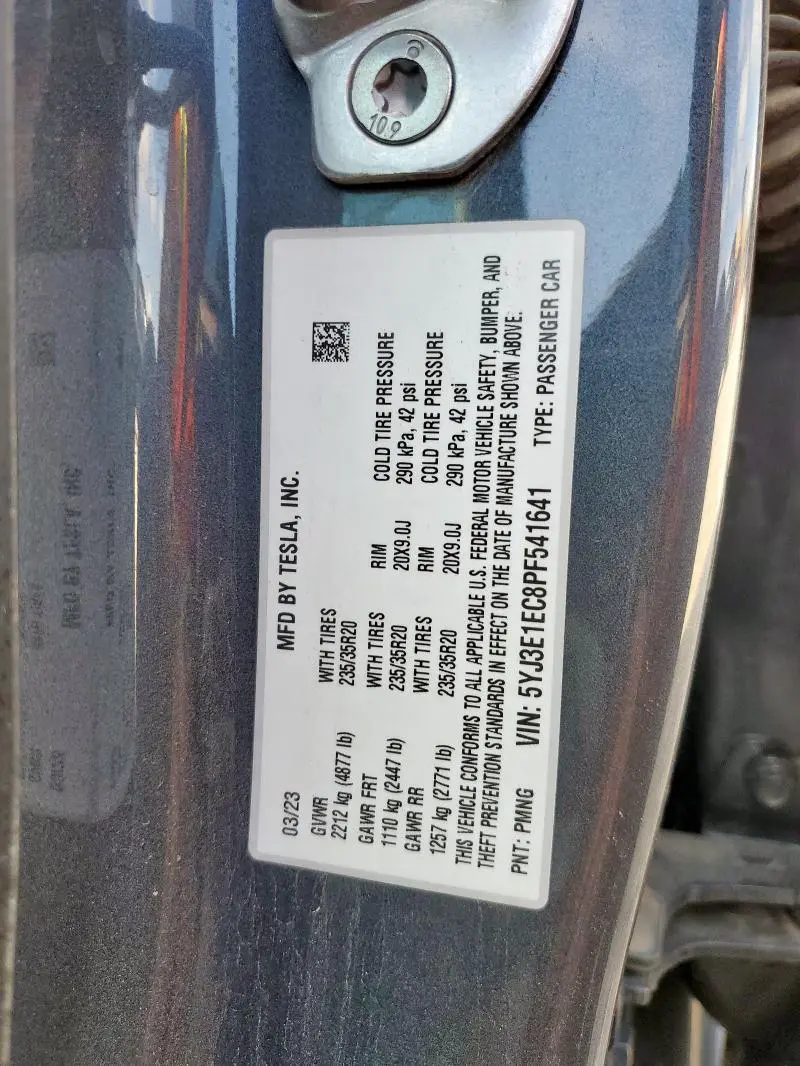 10.9
MFD BY TESLA, INC.
03/23
GVWR WITH TIRES RIM COLD TIRE PRESSURE
2212 kg (4877 lb) 235/35R20 20X9.0J 290 kPa, 42 psi
GAWR FRT WITH TIRES RIM COLD TIRE PRESSURE
1110 kg (2447 lb) 235/35R20 20X9.0J 290 kPa, 42 psi
GAWR RR WITH TIRES
1257 kg (2771 lb) 235/35R20
THIS VEHICLE CONFORMS TO ALL APPLICABLE U.S. FEDERAL MOTOR VEHICLE SAFETY, BUMPER, AND
THEFT PREVENTION STANDARDS IN EFFECT ON THE DATE OF MANUFACTURE SHOWN ABOVE.
PNT: PMNG VIN: 5YJ3E1EC8PF541641 TYPE: PASSENGER CAR